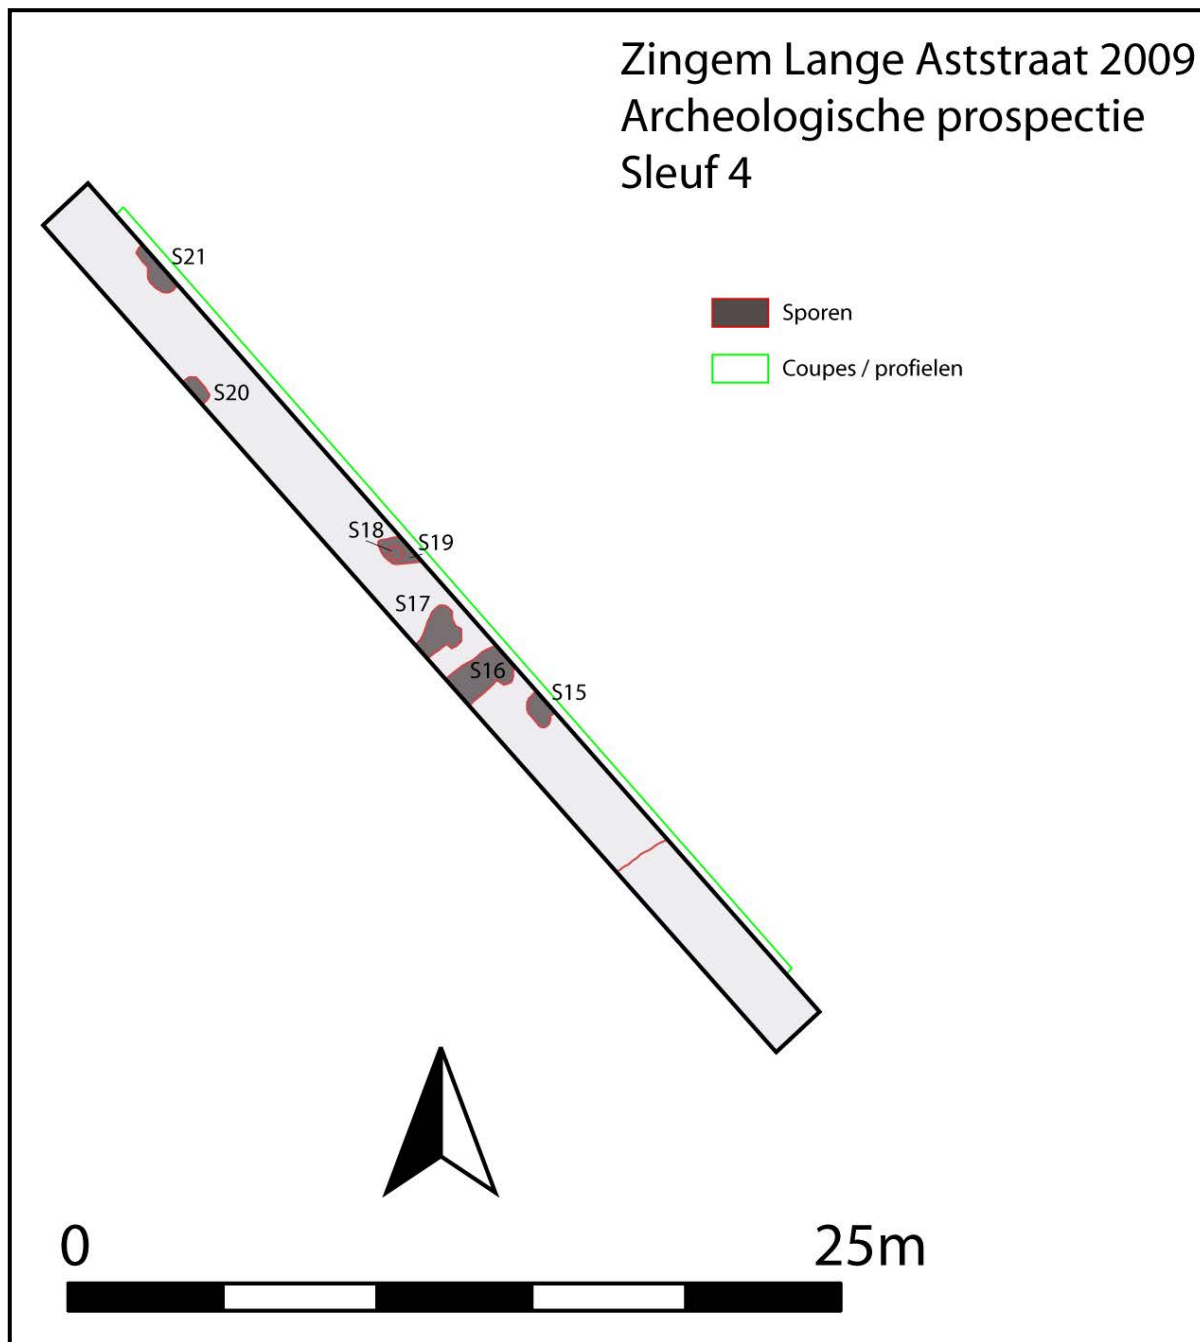 Zingem Lange Aststraat 2009
Archeologische prospectie
Sleuf 4
S21
Sporen
Coupes / profielen
S20
S18
S19
S17
S16
S15
0
25m